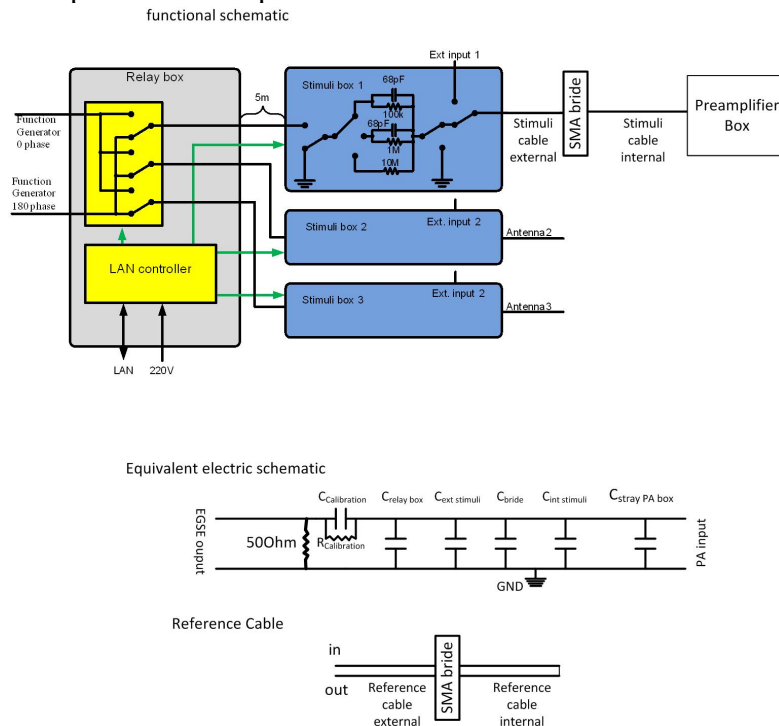 functional schematic
Ext input 1
Relay box
Stimuli box 1
68pF
100k
68pF
1M
10M
5m
Function
Generator
0 phase
Function
Generator
180 phase
SMA bride
Preamplifier
Box
Stimuli
cable
external
Stimuli
cable
internal
Stimuli box 2
Ext. input 2
Antenna2
LAN controller
Stimuli box 3
Ext. input 2
Antenna3
LAN
220V
Equivalent electric schematic
EGSE ouput
50Ohm
CCalibration
RCalibration
Crelay box
Cext stimuli
Cbride
Cint stimuli
Cstray PA box
PA input
GND
Reference Cable
in
out
SMA bride
Reference
cable
external
Reference
cable
internal